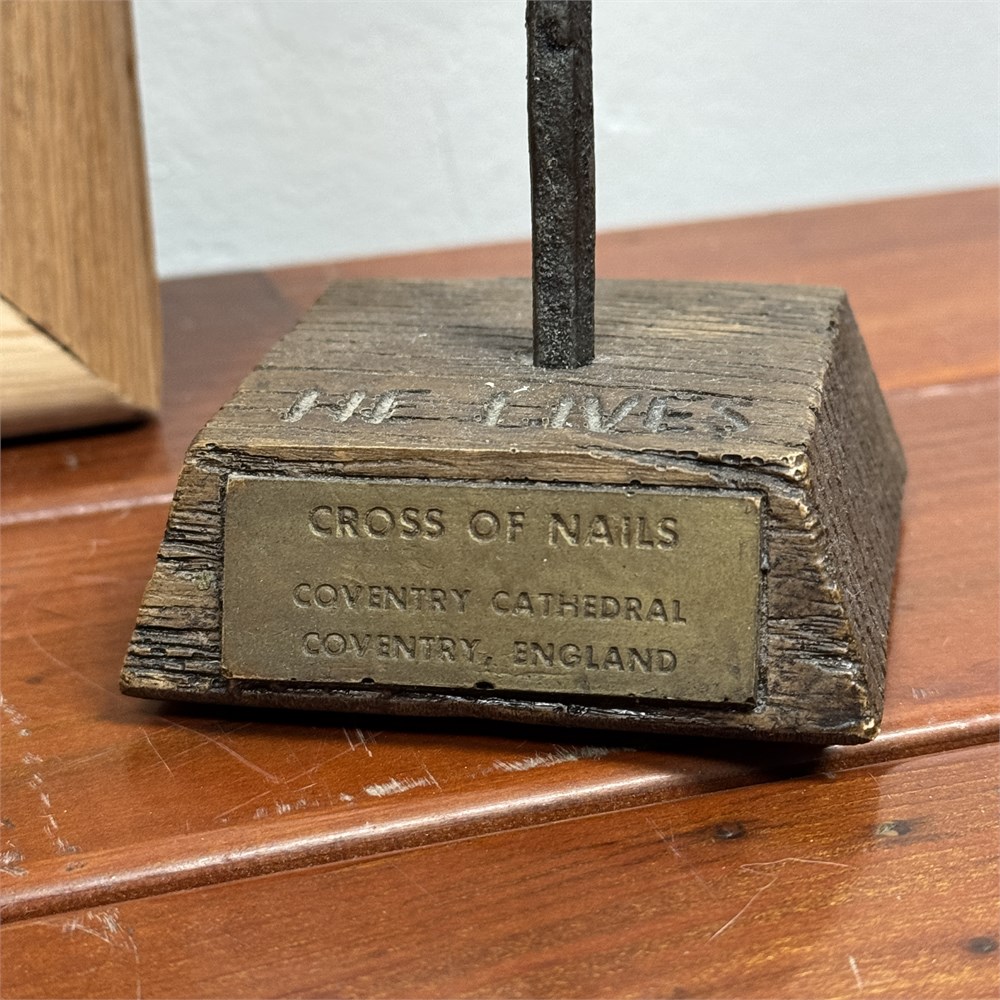 HE LIVES
CROSS OF NAILS
COVENTRY CATHEDRAL
COVENTRY, ENGLAND